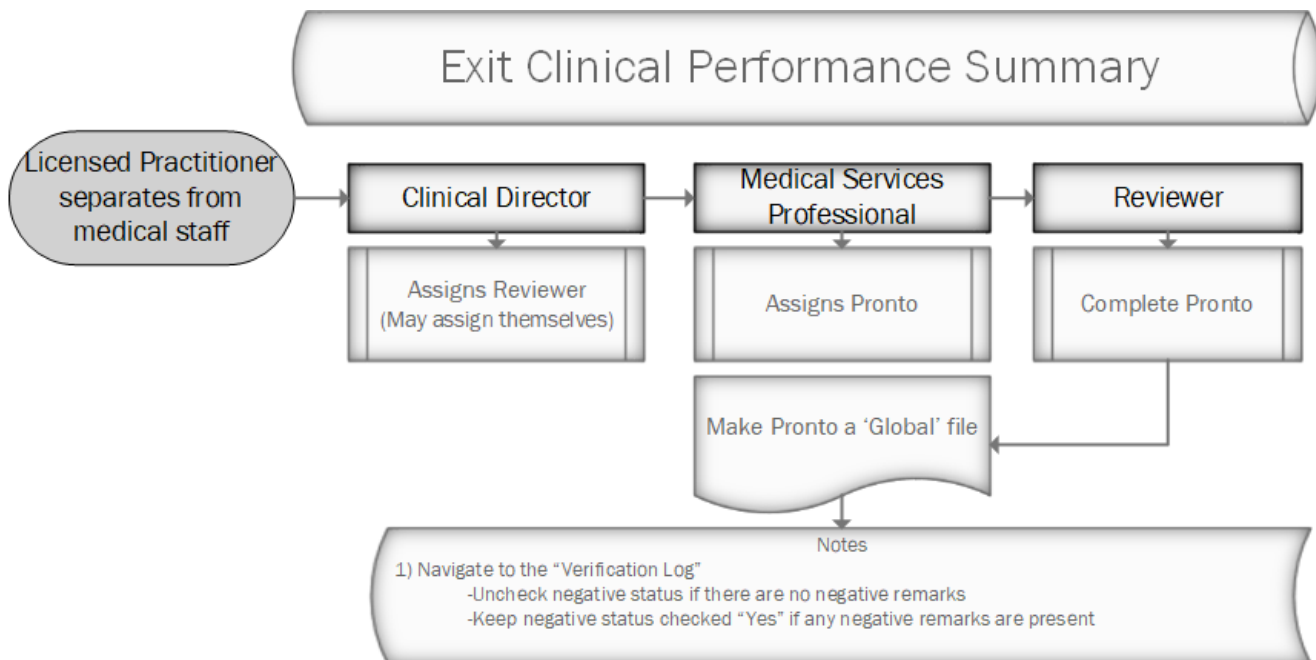 Exit Clinical Performance Summary
Licensed Practitioner
separates from
medical staff
Clinical Director
Medical Services
Professional
Reviewer
Assigns Reviewer
(May assign themselves)
Assigns Pronto
Complete Pronto
Make Pronto a ‘Global’ file
Notes
1) Navigate to the “Verification Log”
-Uncheck negative status if there are no negative remarks
-Keep negative status checked “Yes” if any negative remarks are present